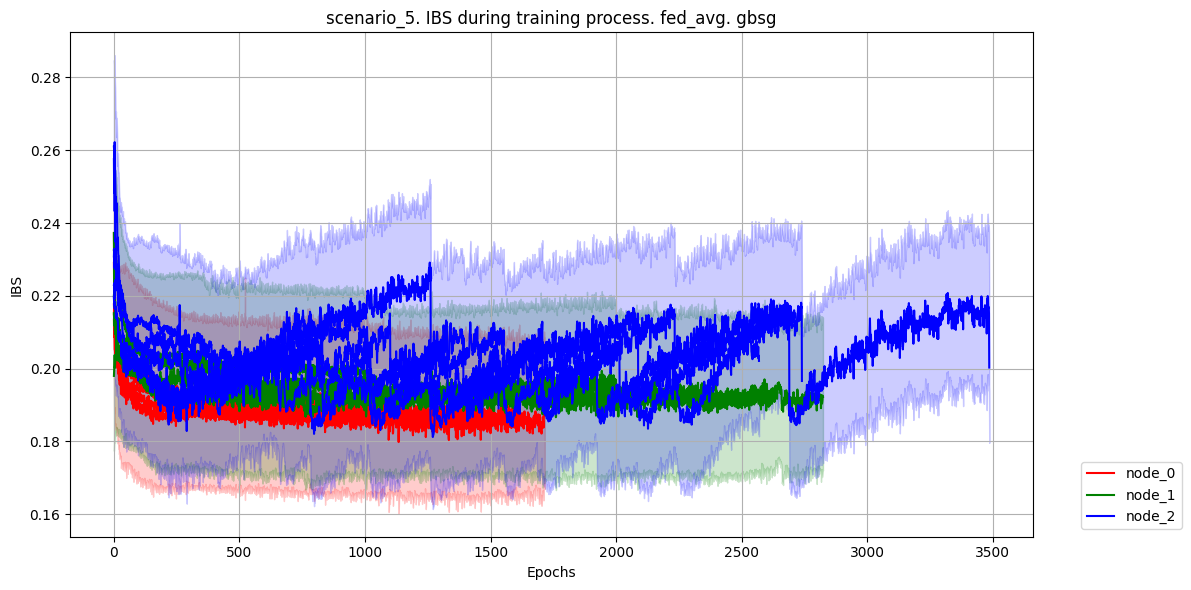 scenario_5. IBS during training process. fed_avg. gbsg
0.28
0.26
0.24
0.22
0.20
0.18
0.16
IBS
0
500
1000
1500
2000
2500
3000
3500
Epochs
node_0
node_1
node_2